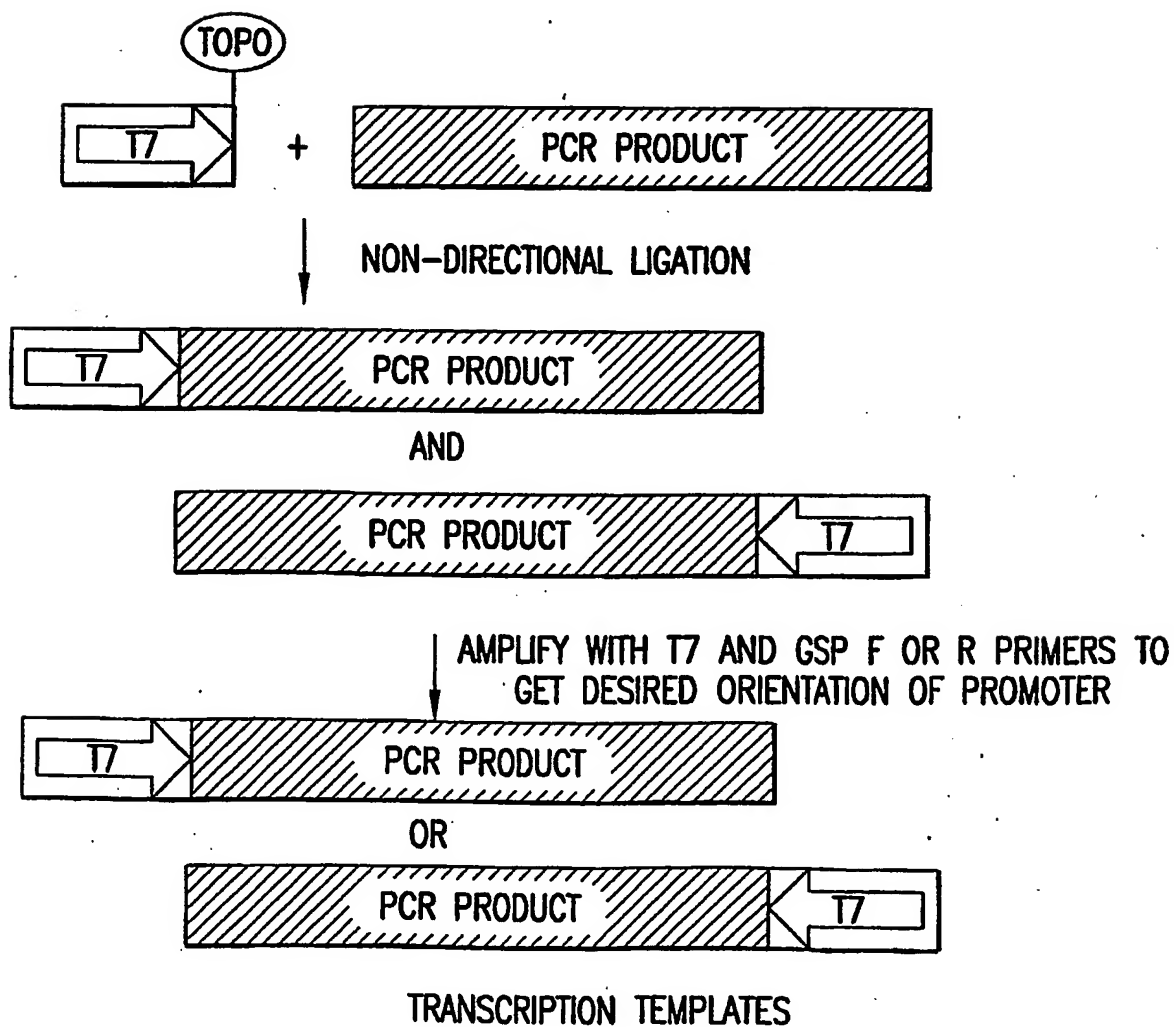 TOPO
T7 + PCR PRODUCT
NON-DIRECTIONAL LIGATION
T7 PCR PRODUCT
AND
PCR PRODUCT T7
AMPLIFY WITH T7 AND GSP F OR R PRIMERS TO
GET DESIRED ORIENTATION OF PROMOTER
T7 PCR PRODUCT
OR
PCR PRODUCT T7
TRANSCRIPTION TEMPLATES